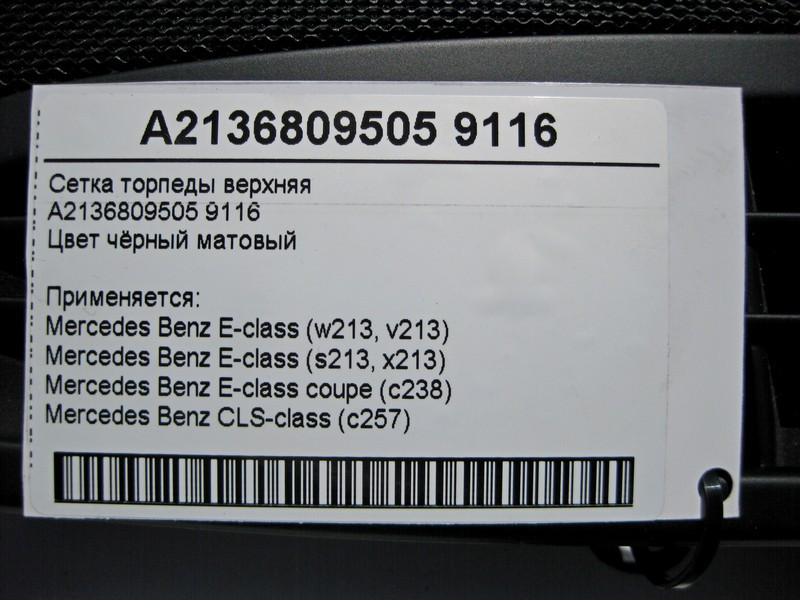 A2136809505 9116
Сетка торпеды верхняя
A2136809505 9116
Цвет чёрный матовый
Применяется:
Mercedes Benz E-class (w213, v213)
Mercedes Benz E-class (s213, x213)
Mercedes Benz E-class coupe (c238)
Mercedes Benz CLS-class (c257)